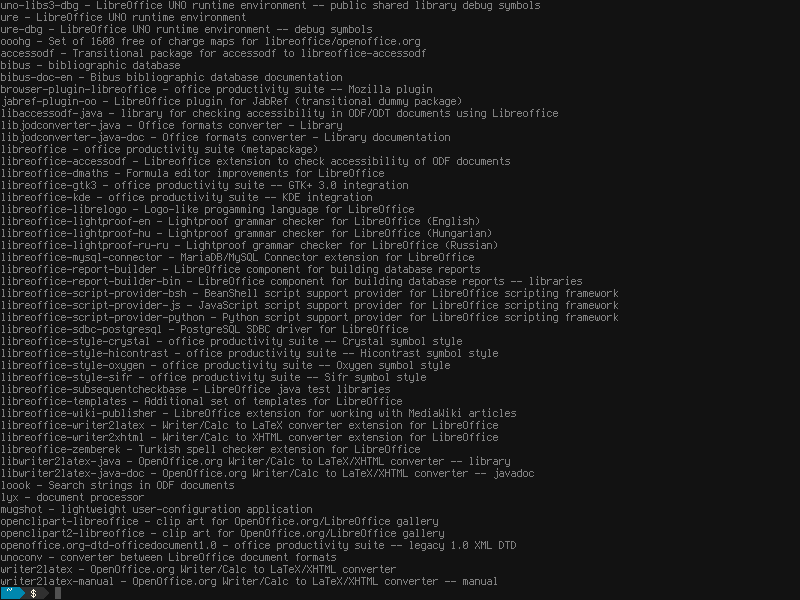 uno-libs3-dbg - LibreOffice UNO runtime environment -- public shared library debug symbols
ure - LibreOffice UNO runtime environment
ure-dbg - LibreOffice UNO runtime environment -- debug symbols
ooohg - Set of 1600 free of charge maps for libreoffice/openoffice.org
accessodf - Transitional package for accessodf to libreoffice-accessodf
bibus - bibliographic database
bibus-doc-en - Bibus bibliographic database documentation
browser-plugin-libreoffice - office productivity suite -- Mozilla plugin
jabref-plugin-oo - LibreOffice plugin for JabRef (transitional dummy package)
libaccessodf-java - library for checking accessibility in ODF/ODT documents using Libreoffice
libjodconverter-java - Office formats converter - Library
libjodconverter-java-doc - Office formats converter - Library documentation
libreoffice - office productivity suite (metapackage)
libreoffice-accessodf - Libreoffice extension to check accessibility of ODF documents
libreoffice-dmaths - Formula editor improvements for LibreOffice
libreoffice-gtk3 - office productivity suite -- GTK+ 3.0 integration
libreoffice-kde - office productivity suite -- KDE integration
libreoffice-librelogo - Logo-like progamming language for LibreOffice
libreoffice-lightproof-en - Lightproof grammar checker for LibreOffice (English)
libreoffice-lightproof-hu - Lightproof grammar checker for LibreOffice (Hungarian)
libreoffice-lightproof-ru-ru - Lightproof grammar checker for LibreOffice (Russian)
libreoffice-mysql-connector - MariaDB/MySQL Connector extension for LibreOffice
libreoffice-report-builder - LibreOffice component for building database reports
libreoffice-report-builder-bin - LibreOffice component for building database reports -- libraries
libreoffice-script-provider-bsh - BeanShell script support provider for LibreOffice scripting framework
libreoffice-script-provider-js - JavaScript script support provider for LibreOffice scripting framework
libreoffice-script-provider-python - Python script support provider for LibreOffice scripting framework
libreoffice-sdbc-postgresql - PostgreSQL SDBC driver for LibreOffice
libreoffice-style-crystal - office productivity suite -- Crystal symbol style
libreoffice-style-hicontrast - office productivity suite -- Hicontrast symbol style
libreoffice-style-oxygen - office productivity suite -- Oxygen symbol style
libreoffice-style-sifr - office productivity suite -- Sifr symbol style
libreoffice-subsequentcheckbase - LibreOffice java test libraries
libreoffice-templates - Additional set of templates for LibreOffice
libreoffice-wiki-publisher - LibreOffice extension for working with MediaWiki articles
libreoffice-writer2latex - Writer/Calc to LaTeX converter extension for LibreOffice
libreoffice-writer2xhtml - Writer/Calc to XHTML converter extension for LibreOffice
libreoffice-zemberek - Turkish spell checker extension for LibreOffice
libwriter2latex-java - OpenOffice.org Writer/Calc to LaTeX/XHTML converter -- library
libwriter2latex-java-doc - OpenOffice.org Writer/Calc to LaTeX/XHTML converter -- javadoc
loook - Search strings in ODF documents
lyx - document processor
mugshot - lightweight user-configuration application
openclipart-libreoffice - clip art for OpenOffice.org/LibreOffice gallery
openclipart2-libreoffice - clip art for OpenOffice.org/LibreOffice gallery
openoffice.org-dtd-officedocument1.0 - office productivity suite -- legacy 1.0 XML DTD
unoconv - converter between LibreOffice document formats
writer2latex - OpenOffice.org Writer/Calc to LaTeX/XHTML converter
writer2latex-manual - OpenOffice.org Writer/Calc to LaTeX/XHTML converter -- manual
~ $